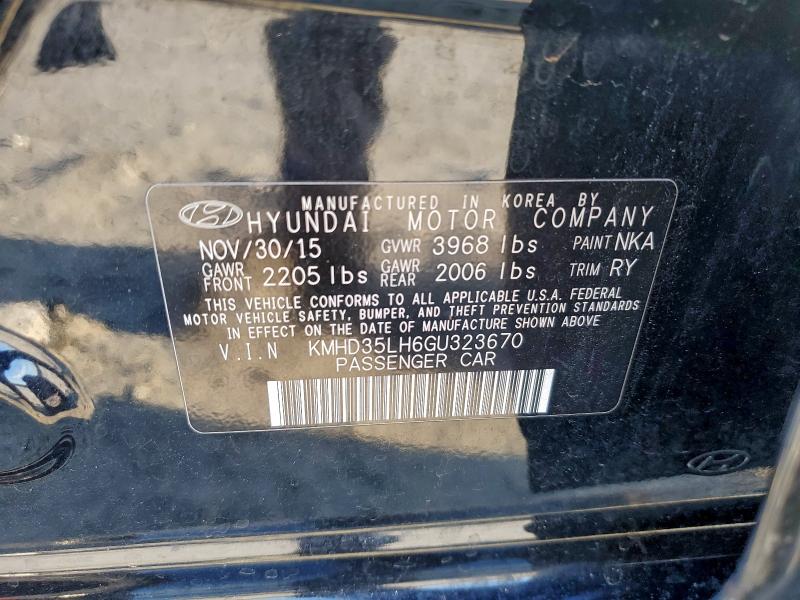 MANUFACTURED IN KOREA BY
HYUNDAI MOTOR COMPANY
NOV/30/15 GVWR 3968 lbs PAINT NKA
GAWR FRONT 2205 lbs GAWR REAR 2006 lbs TRIM RY
THIS VEHICLE CONFORMS TO ALL APPLICABLE U.S.A. FEDERAL
MOTOR VEHICLE SAFETY, BUMPER, AND THEFT PREVENTION STANDARDS
IN EFFECT ON THE DATE OF MANUFACTURE SHOWN ABOVE
V.I.N KMHD35LH6GU323670
PASSENGER CAR